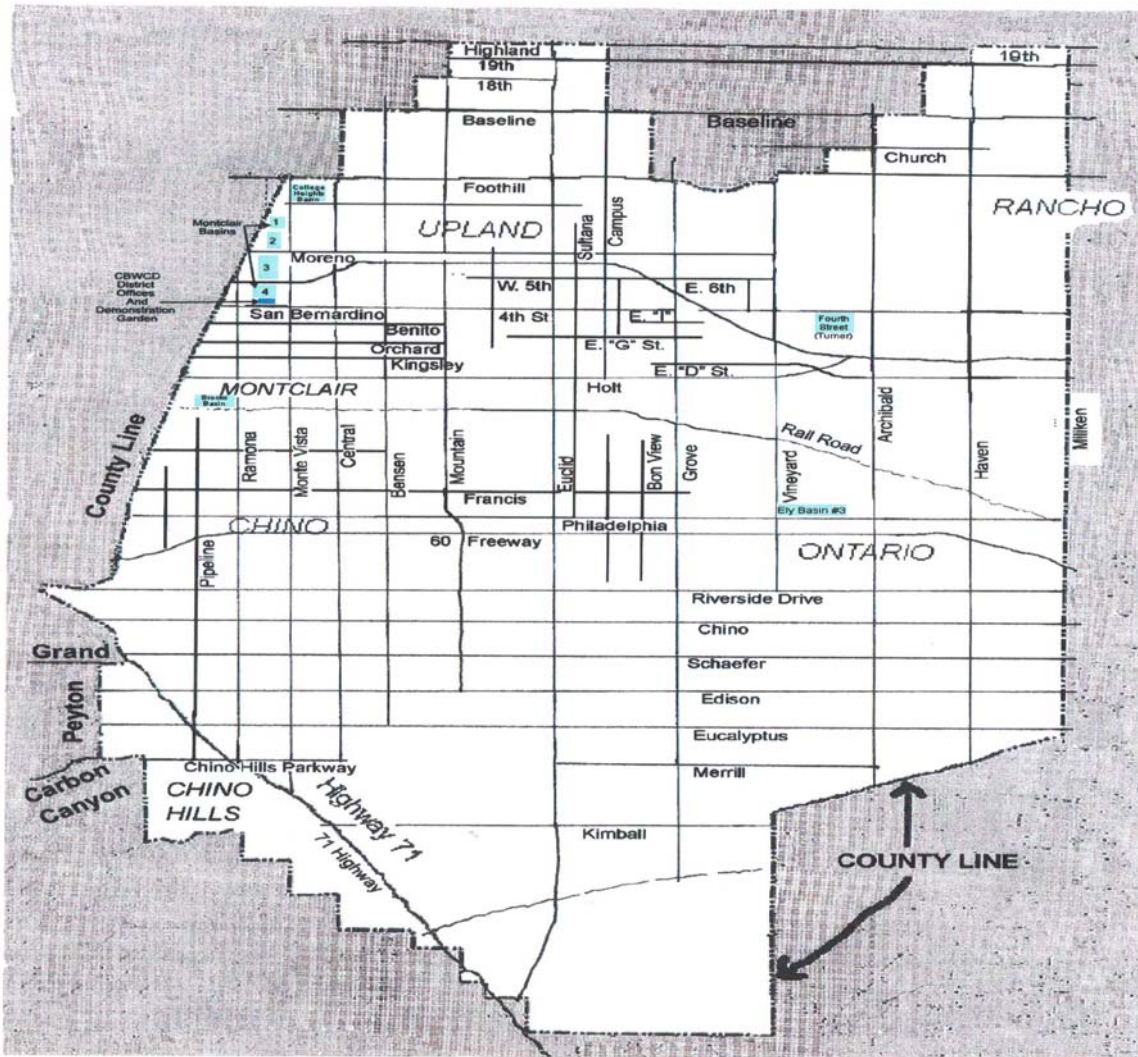 Highland
19th
19th
18th
Baseline
Baseline
Church
College
Heights
Basin
Foothill
RANCHO
Montclair
Basins
1
2
3
4
UPLAND
Sultana
Campus
Moreno
CBWCD
District
Offices
And
Demonstration
Garden
W. 5th
E. 6th
San Bernardino
4th St
E. "I"
Fourth
Street
(Turner)
Benito
Orchard
E. "G" St.
Kingsley
E. "D" St.
MONTCLAIR
Holt
Brooks
Basin
County Line
Rail Road
Archibald
Haven
Milliken
Ramona
Monte Vista
Central
Bensen
Mountain
Euclid
Bon View
Grove
Vineyard
Francis
Ely Basin #3
CHINO
Philadelphia
60 Freeway
ONTARIO
Pipeline
Riverside Drive
Chino
Grand
Schaefer
Peyton
Edison
Eucalyptus
Chino Hills Parkway
Merrill
Carbon
Canyon
CHINO
HILLS
Highway 71
71 Highway
Kimball
COUNTY LINE